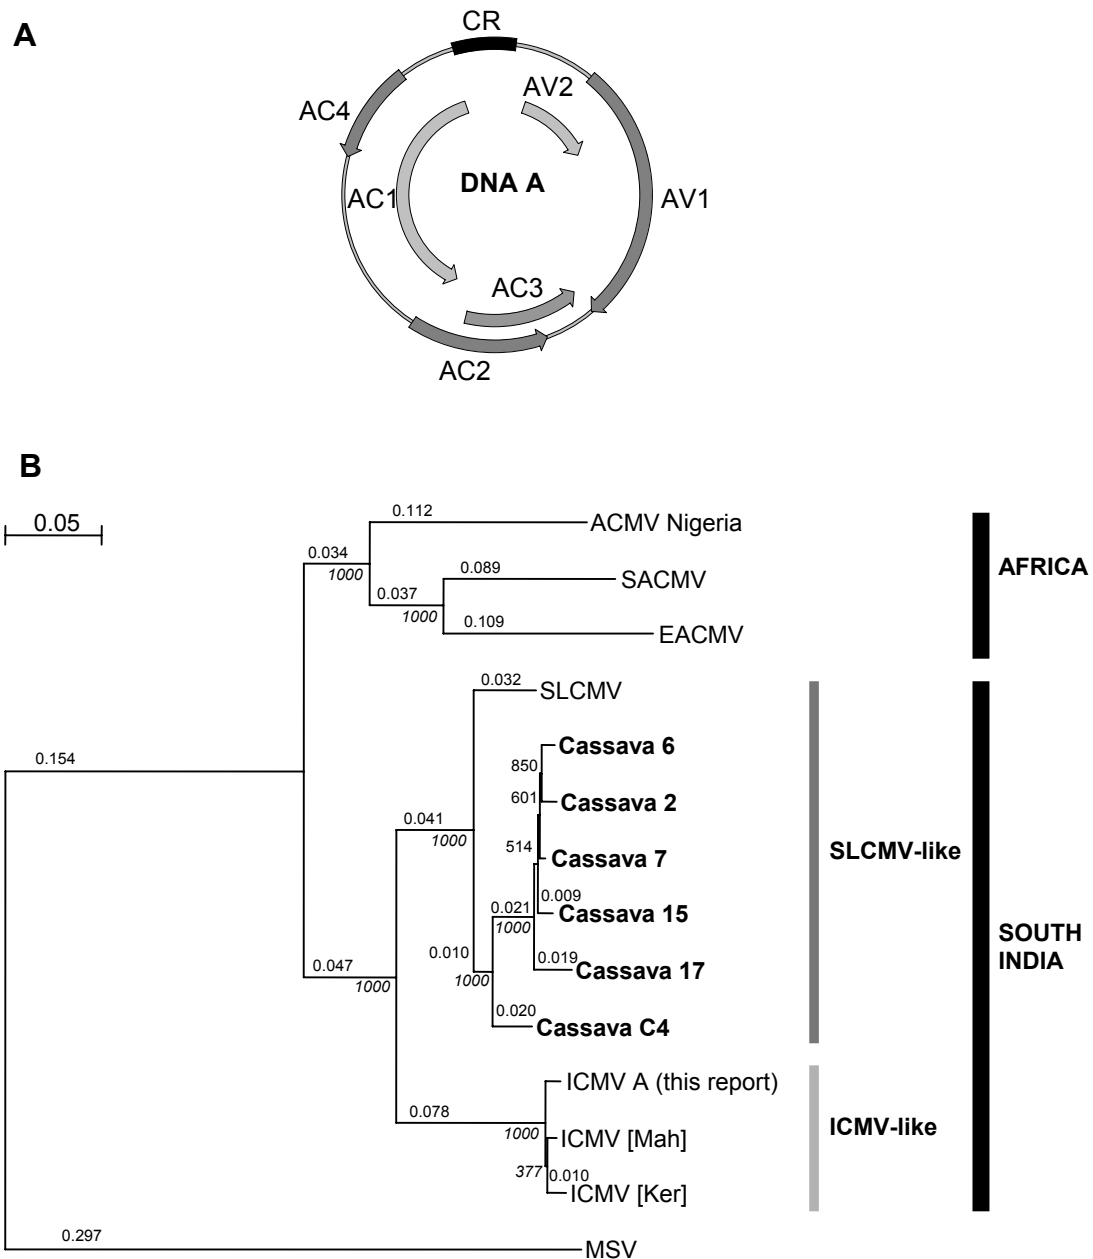 A
CR
AV2
AC4
DNA A
AC1
AV1
AC3
AC2
B
0.05
0.112
ACMV Nigeria
0.034
1000
0.089
SACMV
AFRICA
0.037
1000
0.109
EACMV
0.032
SLCMV
Cassava 6
850
0.154
601
Cassava 2
0.041
1000
514
Cassava 7
SLCMV-like
0.009
0.021
Cassava 15
1000
0.010
1000
SOUTH
INDIA
0.047
1000
0.019
Cassava 17
0.020
Cassava C4
ICMV A (this report)
0.078
1000
ICMV [Mah]
ICMV-like
377
0.010
ICMV [Ker]
0.297
MSV